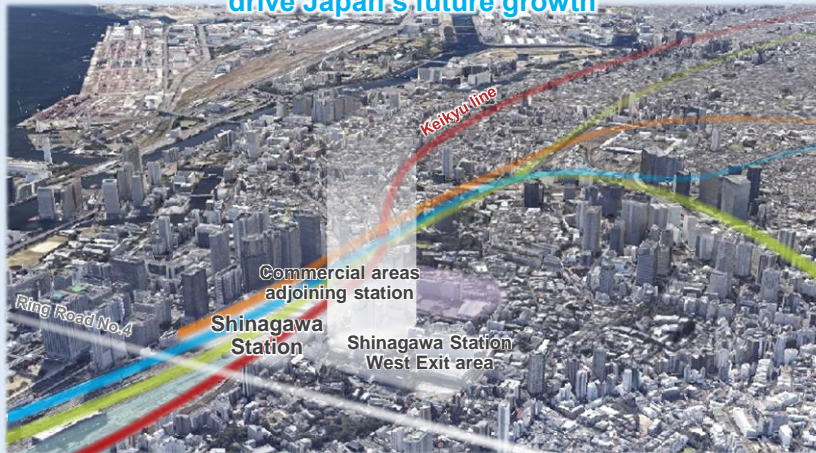 drive Japan's future growth
Keikyu line
Commercial areas
adjoining station
Ring Road No.4
Shinagawa
Station
Shinagawa Station
West Exit area